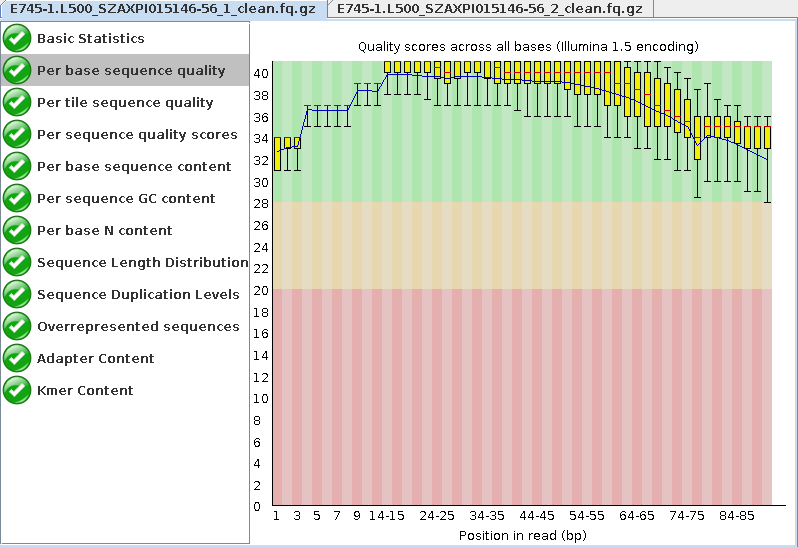 E745-1.L500_SZAXPI015146-56_1_clean.fq.gz
E745-1.L500_SZAXPI015146-56_2_clean.fq.gz
Basic Statistics
Per base sequence quality
Per tile sequence quality
Per sequence quality scores
Per base sequence content
Per sequence GC content
Per base N content
Sequence Length Distribution
Sequence Duplication Levels
Overrepresented sequences
Adapter Content
Kmer Content
Quality scores across all bases (Illumina 1.5 encoding)
40
38
36
34
32
30
28
26
24
22
20
18
16
14
12
10
8
6
4
2
0
1 3 5 7 9 14-15 24-25 34-35 44-45 54-55 64-65 74-75 84-85
Position in read (bp)